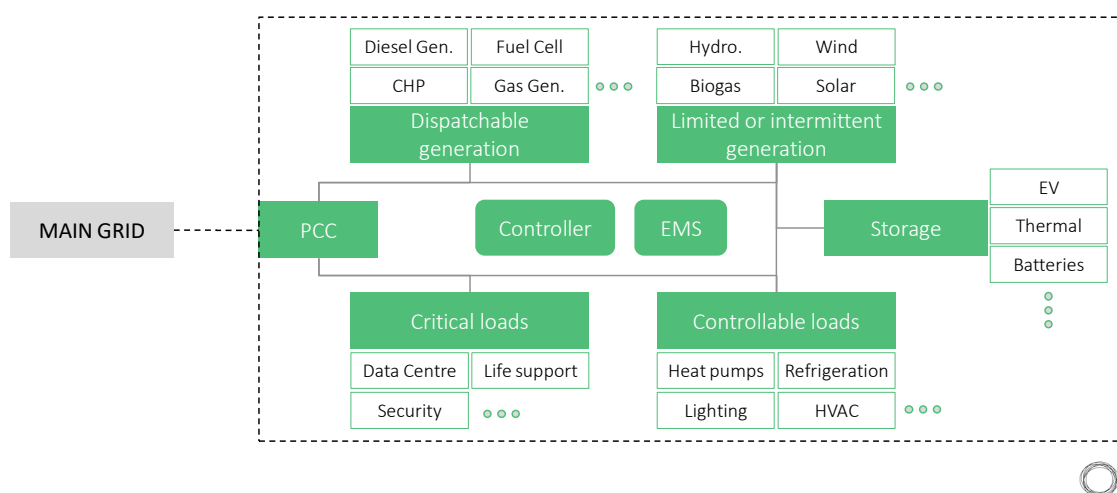 Diesel Gen.
Fuel Cell
CHP
Gas Gen.
Dispatchable
generation
Hydro.
Wind
Biogas
Solar
Limited or intermittent
generation
MAIN GRID
PCC
Controller
EMS
Storage
EV
Thermal
Batteries
Critical loads
Data Centre
Life support
Security
Controllable loads
Heat pumps
Refrigeration
Lighting
HVAC